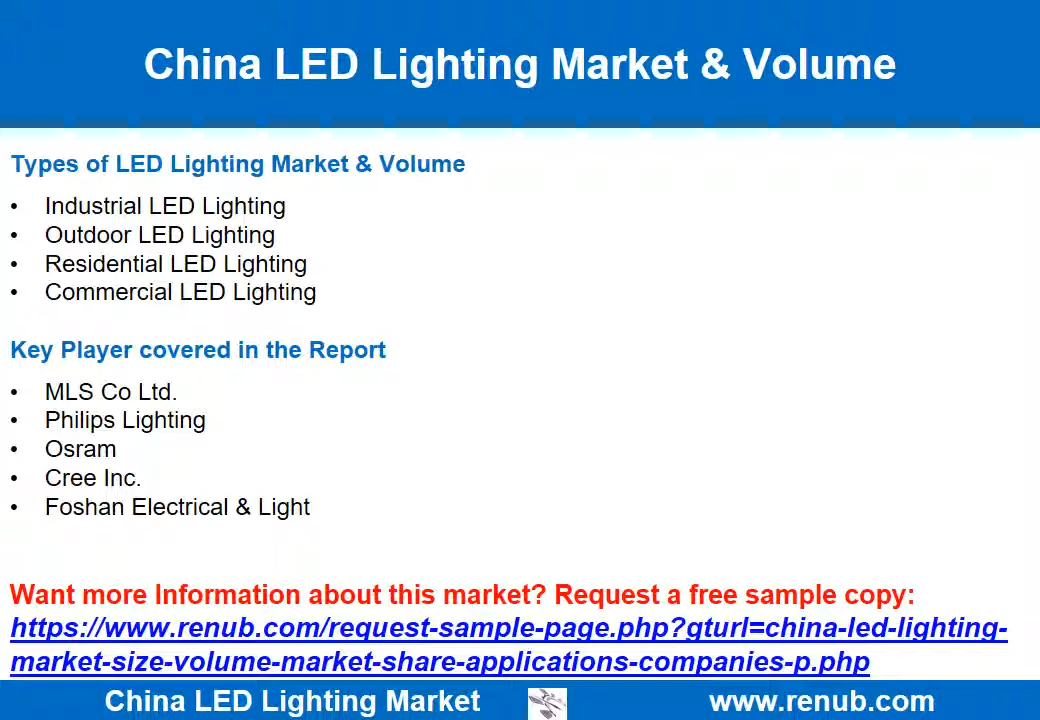 China LED Lighting Market & Volume
Types of LED Lighting Market & Volume
• Industrial LED Lighting
• Outdoor LED Lighting
• Residential LED Lighting
• Commercial LED Lighting
Key Player covered in the Report
• MLS Co Ltd.
• Philips Lighting
• Osram
• Cree Inc.
• Foshan Electrical & Light
Want more Information about this market? Request a free sample copy:
https://www.renub.com/request-sample-page.php?gturl=china-led-lighting-
market-size-volume-market-share-applications-companies-p.php
China LED Lighting Market www.renub.com